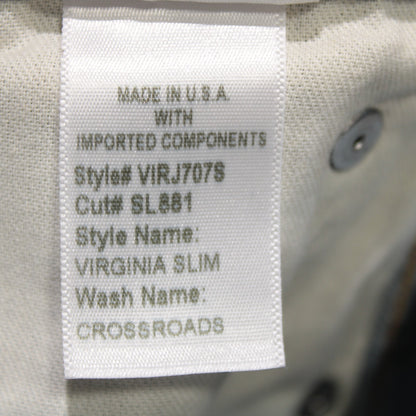 MADE IN U.S.A.
WITH
IMPORTED COMPONENTS
Style# VIRJ707S
Cut# SL881
Style Name:
VIRGINIA SLIM
Wash Name:
CROSSROADS